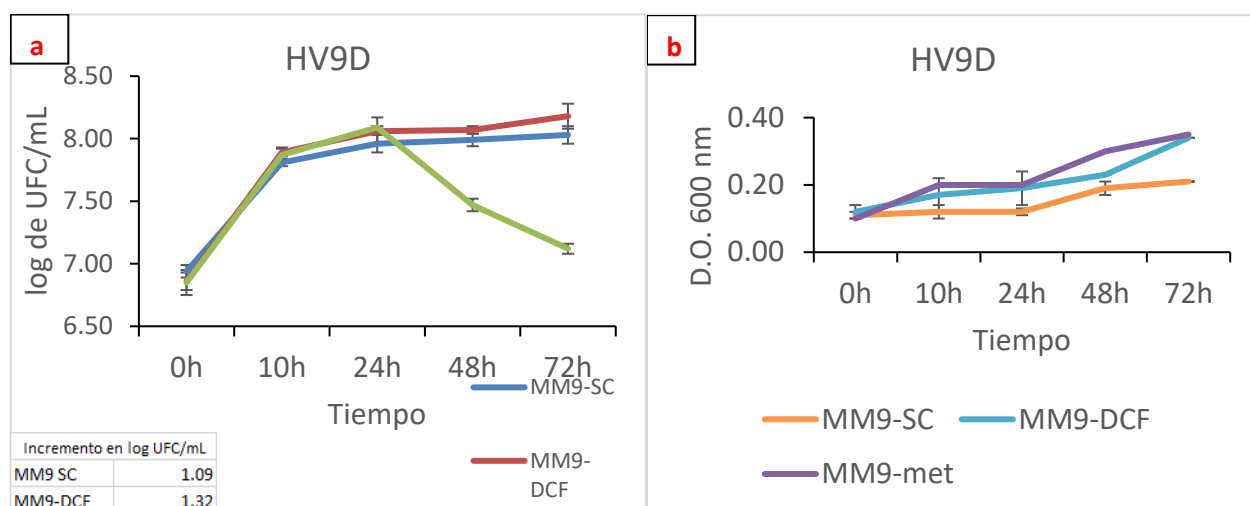 a
HV9D
log de UFC/mL
8.50
8.00
7.50
7.00
6.50
0h 10h 24h 48h 72h
Tiempo
MM9-SC
MM9-
DCF
Incremento en log UFC/mL
MM9 SC 1.09
MM9-DCF 1.32
b
HV9D
D.O. 600 nm
0.40
0.20
0.00
0h 10h 24h 48h 72h
Tiempo
MM9-SC MM9-DCF
MM9-met